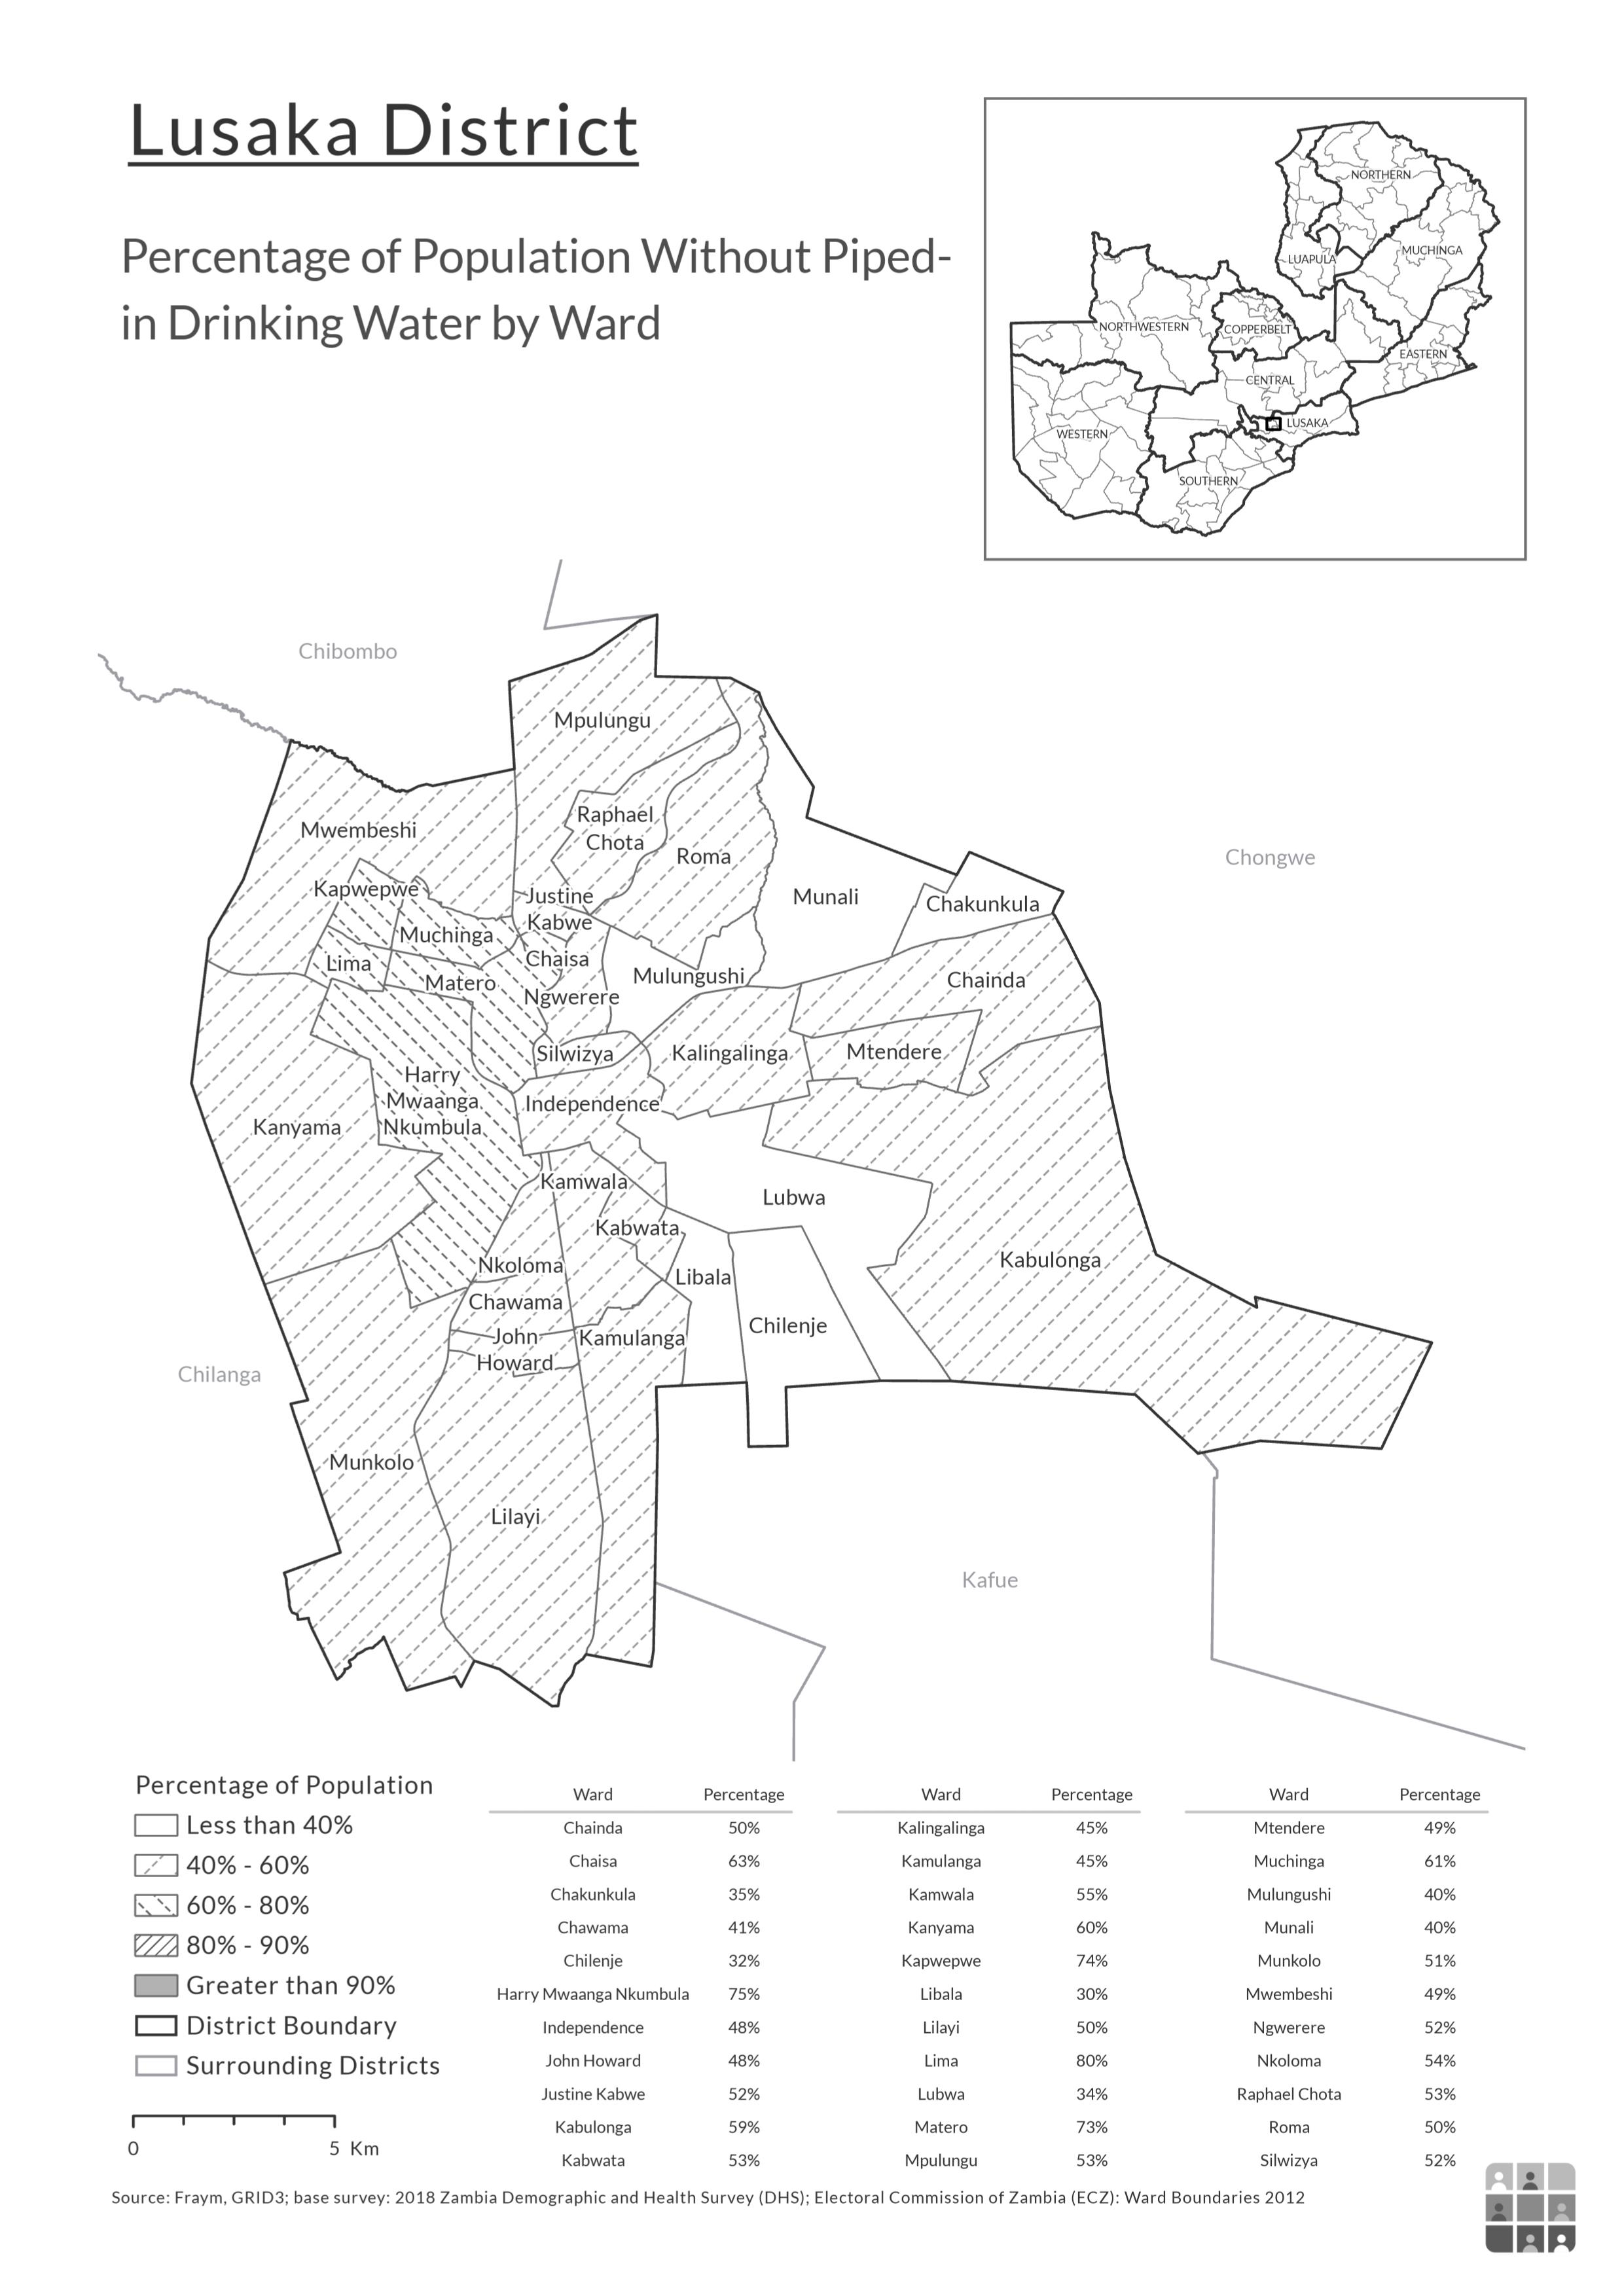 Lusaka District
Percentage of Population Without Piped-
in Drinking Water by Ward
NORTHERN
MUCHINGA
LUAPULA
NORTHWESTERN
COPPERBELT
EASTERN
CENTRAL
LUSAKA
WESTERN
SOUTHERN
Chibombo
Mpulungu
Raphael
Chota
Mwembeshi
Roma
Chongwe
Kapwepwe
Justine
Kabwe
Munali
Chakunkula
Muchinga
Chaisa
Lima
Matero
Mulungushi
Chainda
Ngwerere
Silwizya
Kalingalinga
Mtendere
Harry
Mwaanga
Nkumbula
Independence
Kanyama
Kamwala
Lubwa
Kabwata
Nkoloma
Libala
Kabulonga
Chawama
Chilenje
John
Howard
Kamulanga
Chilanga
Munkolo
Lilayi
Kafue
Percentage of Population
Less than 40%
40% - 60%
60% - 80%
80% - 90%
Greater than 90%
District Boundary
Surrounding Districts
0 5 Km
Ward Percentage
Chainda 50%
Chaisa 63%
Chakunkula 35%
Chawama 41%
Chilenje 32%
Harry Mwaanga Nkumbula 75%
Independence 48%
John Howard 48%
Justine Kabwe 52%
Kabulonga 59%
Kabwata 53%
Ward Percentage
Kalingalinga 45%
Kamulanga 45%
Kamwala 55%
Kanyama 60%
Kapwepwe 74%
Libala 30%
Lilayi 50%
Lima 80%
Lubwa 34%
Matero 73%
Mpulungu 53%
Ward Percentage
Mtendere 49%
Muchinga 61%
Mulungushi 40%
Munali 40%
Munkolo 51%
Mwembeshi 49%
Ngwerere 52%
Nkoloma 54%
Raphael Chota 53%
Roma 50%
Silwizya 52%
Source: Fraym, GRID3; base survey: 2018 Zambia Demographic and Health Survey (DHS); Electoral Commission of Zambia (ECZ): Ward Boundaries 2012